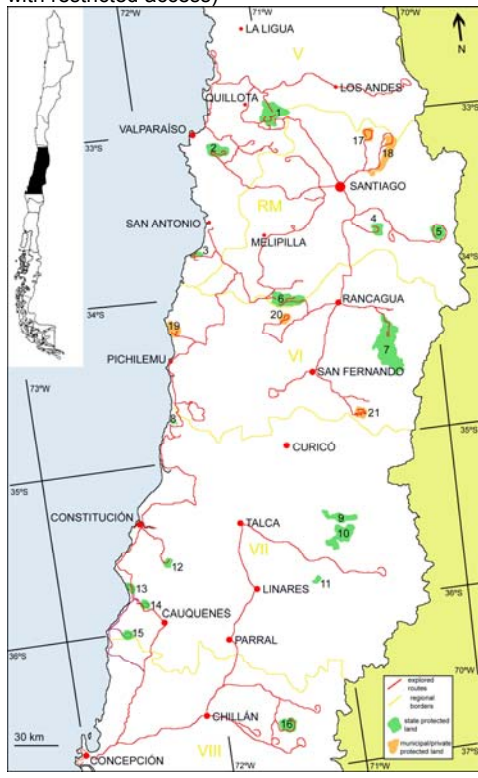 with restricted access)
72°W
71°W
70°W
N
LA LIGUA
V
LOS ANDES
QUILLOTA
1
33°S
VALPARAÍSO
17
18
33°S
2
SANTIAGO
RM
SAN ANTONIO
4
5
MELIPILLA
3
34°S
6
RANCAGUA
34°S
20
19
7
VI
PICHILEMU
SAN FERNANDO
73°W
21
35°S
8
CURICÓ
35°S
9
CONSTITUCIÓN
TALCA
10
VII
12
11
13
LINARES
36°S
14
CAUQUENES
15
PARRAL
36°S
70°W
explored
routes
regional
borders
CHILLÁN
16
state protected
land
30 km
municipal/private
protected land
CONCEPCIÓN
VIII
72°W
71°W